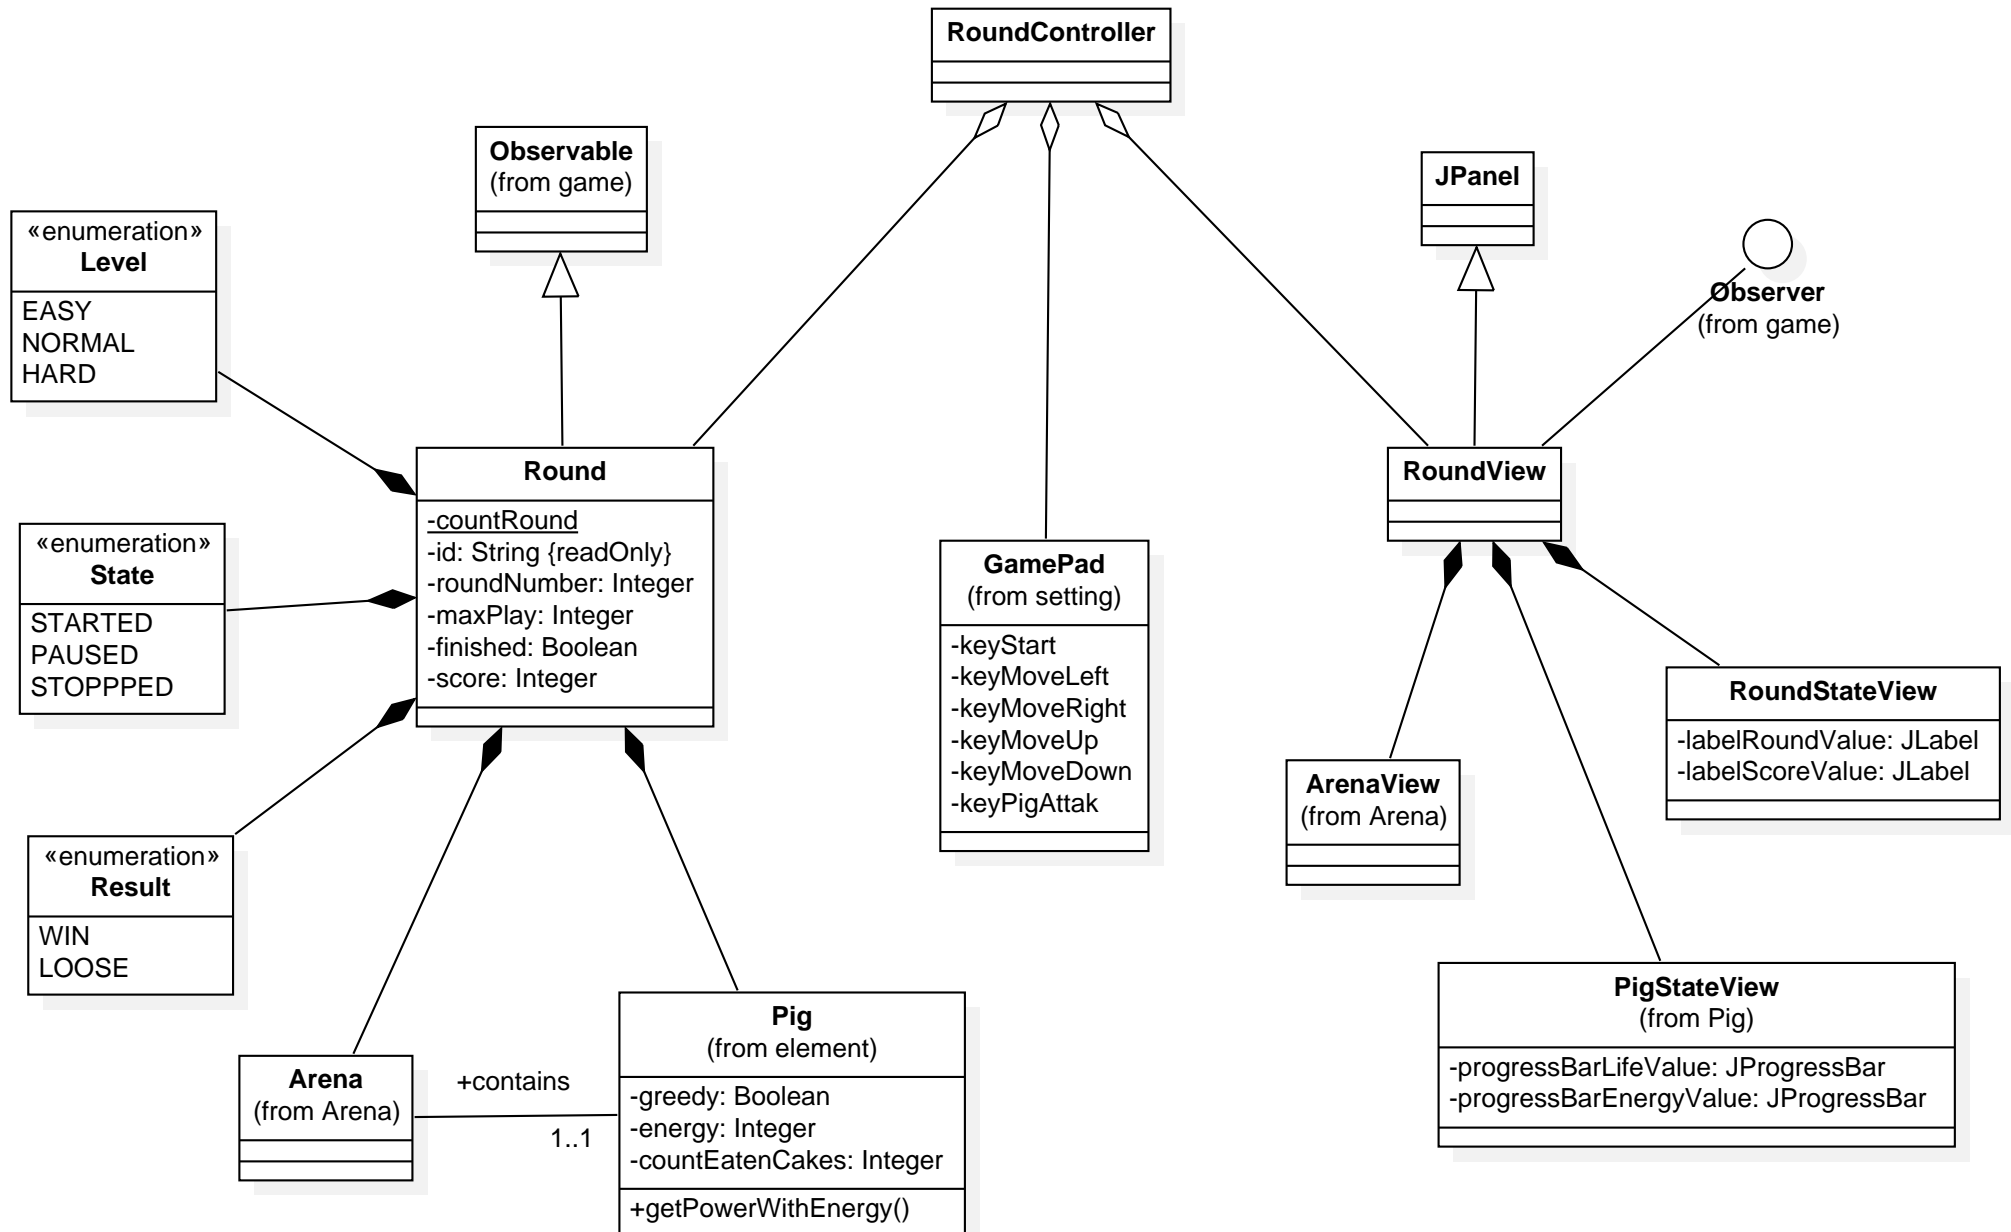 RoundController
Observable
(from game)
JPanel
«enumeration»
Level
EASY
NORMAL
HARD
Observer
(from game)
Round
-countRound
-id: String {readOnly}
-roundNumber: Integer
-maxPlay: Integer
-finished: Boolean
-score: Integer
RoundView
«enumeration»
State
STARTED
PAUSED
STOPPPED
GamePad
(from setting)
-keyStart
-keyMoveLeft
-keyMoveRight
-keyMoveUp
-keyMoveDown
-keyPigAttak
RoundStateView
-labelRoundValue: JLabel
-labelScoreValue: JLabel
ArenaView
(from Arena)
«enumeration»
Result
WIN
LOOSE
PigStateView
(from Pig)
-progressBarLifeValue: JProgressBar
-progressBarEnergyValue: JProgressBar
Arena
(from Arena)
+contains
1..1
Pig
(from element)
-greedy: Boolean
-energy: Integer
-countEatenCakes: Integer
+getPowerWithEnergy()